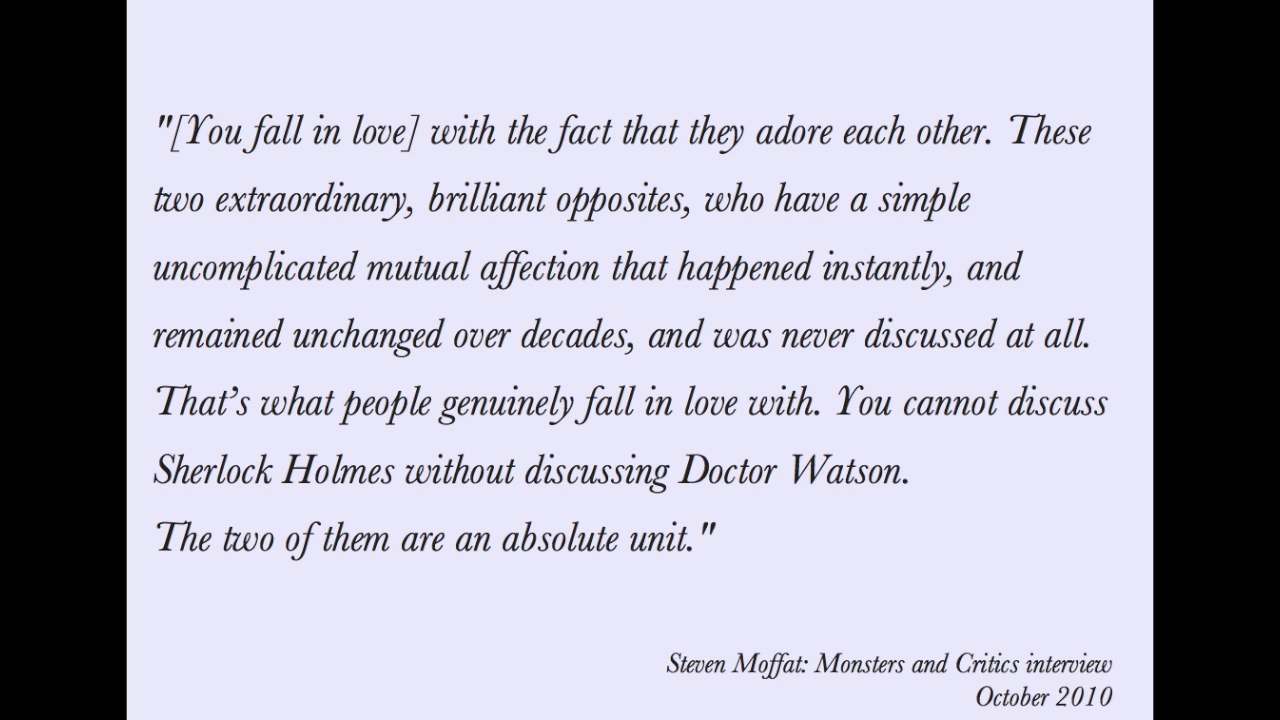 "[You fall in love] with the fact that they adore each other. These
two extraordinary, brilliant opposites, who have a simple
uncomplicated mutual affection that happened instantly, and
remained unchanged over decades, and was never discussed at all.
That’s what people genuinely fall in love with. You cannot discuss
Sherlock Holmes without discussing Doctor Watson.
The two of them are an absolute unit."
Steven Moffat: Monsters and Critics interview
October 2010